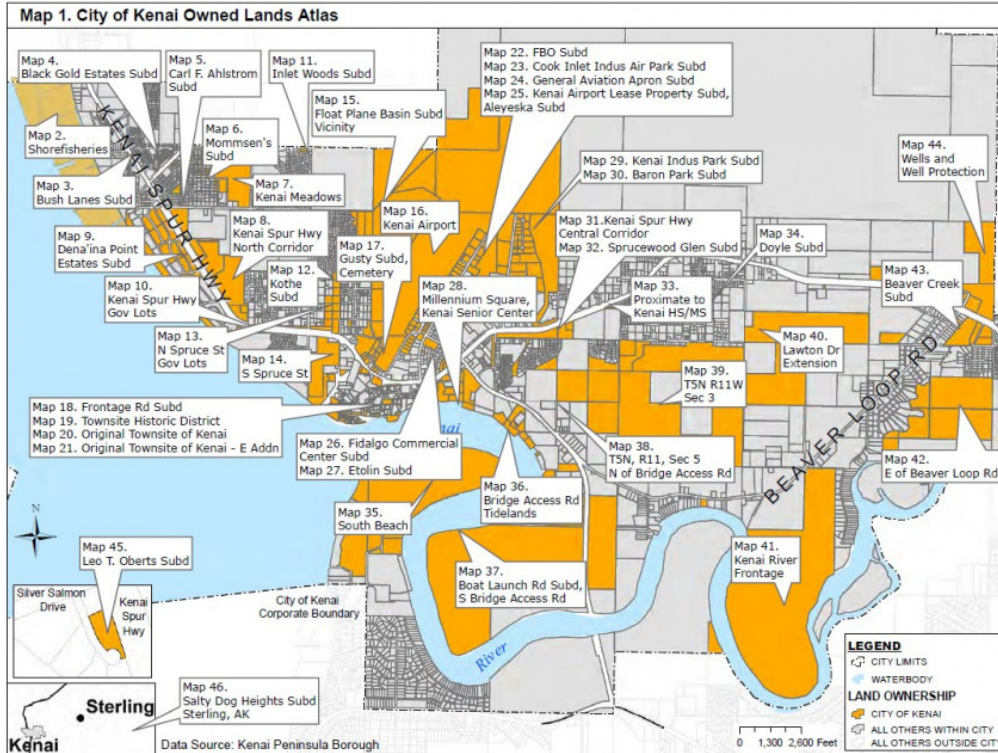 Map 1. City of Kenai Owned Lands Atlas
Map 4.
Black Gold Estates Subd
Map 5.
Carl F. Ahlstrom
Subd
Map 11.
Inlet Woods Subd
Map 22. FBO Subd
Map 23. Cook Inlet Indus Air Park Subd
Map 24. General Aviation Apron Subd
Map 25. Kenai Airport Lease Property Subd,
Aleyeska Subd
Map 15.
Float Plane Basin Subd
Vicinity
Map 2.
Shorefisheries
Map 6.
Mommsen's
Subd
Map 44.
Wells and
Well Protection
Map 29. Kenai Indus Park Subd
Map 30. Baron Park Subd
Map 3.
Bush Lanes Subd
Map 7.
Kenai Meadows
KENAI SPUR HWY
Map 16.
Kenai Airport
Map 8.
Kenai Spur Hwy
North Corridor
Map 31.Kenai Spur Hwy
Central Corridor
Map 32. Sprucewood Glen Subd
Map 34.
Doyle Subd
Map 9.
Dena'ina Point
Estates Subd
Map 17.
Gusty Subd,
Cemetery
Map 12.
Kothe
Subd
Map 43.
Beaver Creek
Subd
Map 10.
Kenai Spur Hwy
Gov Lots
Map 28.
Millennium Square,
Kenai Senior Center
Map 33.
Proximate to
Kenai HS/MS
Map 13.
N Spruce St
Gov Lots
Map 40.
Lawton Dr
Extension
Map 14.
S Spruce St
Map 39.
T5N R11W
Sec 3
BEAVER LOOP RD
Map 18. Frontage Rd Subd
Map 19. Townsite Historic District
Map 20. Original Townsite of Kenai
Map 21. Original Townsite of Kenai - E Addn
nai
Map 26. Fidalgo Commercial
Center Subd
Map 27. Etolin Subd
Map 38.
T5N, R11, Sec 5
N of Bridge Access Rd
Map 42.
E of Beaver Loop Rd
Map 36.
Bridge Access Rd
Tidelands
Map 35.
South Beach
N
Map 45.
Leo T. Oberts Subd
Map 41.
Kenai River
Frontage
Map 37.
Boat Launch Rd Subd,
S Bridge Access Rd
Silver Salmon
Drive
Kenai
Spur
Hwy
City of Kenai
Corporate Boundary
River
LEGEND
CITY LIMITS
WATERBODY
LAND OWNERSHIP
CITY OF KENAI
ALL OTHERS WITHIN CITY
ALL OTHERS OUTSIDE CITY
Map 46.
Salty Dog Heights Subd
Sterling, AK
Sterling
Kenai
Data Source: Kenai Peninsula Borough
0 1,300 2,600 Feet